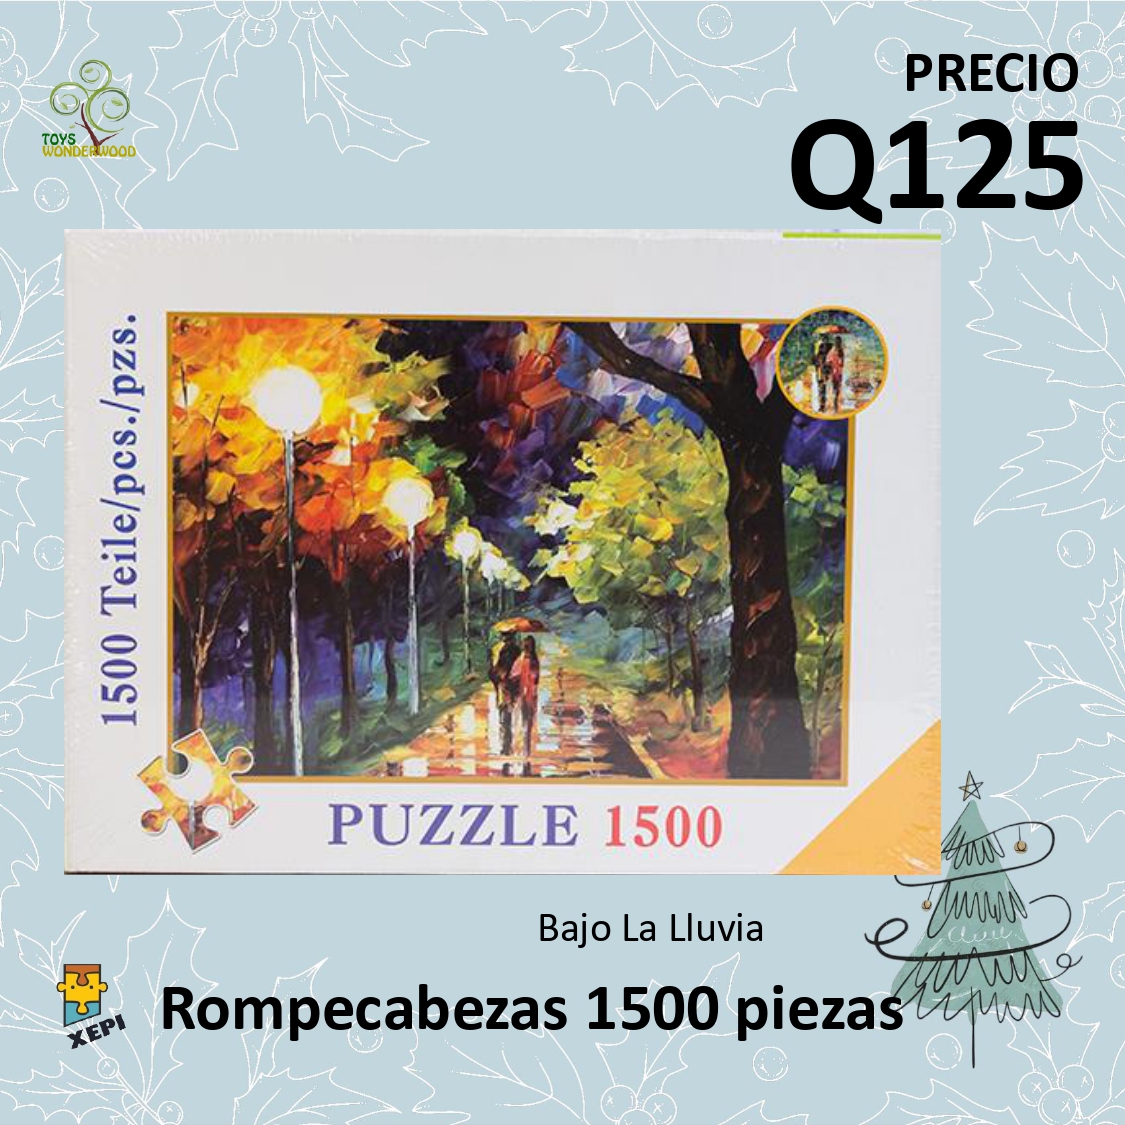 TOYS
WONDERWOOD
PRECIO
Q125
1500 Teile/pcs./pzs.
PUZZLE 1500
Bajo La Lluvia
XEPI
Rompecabezas 1500 piezas